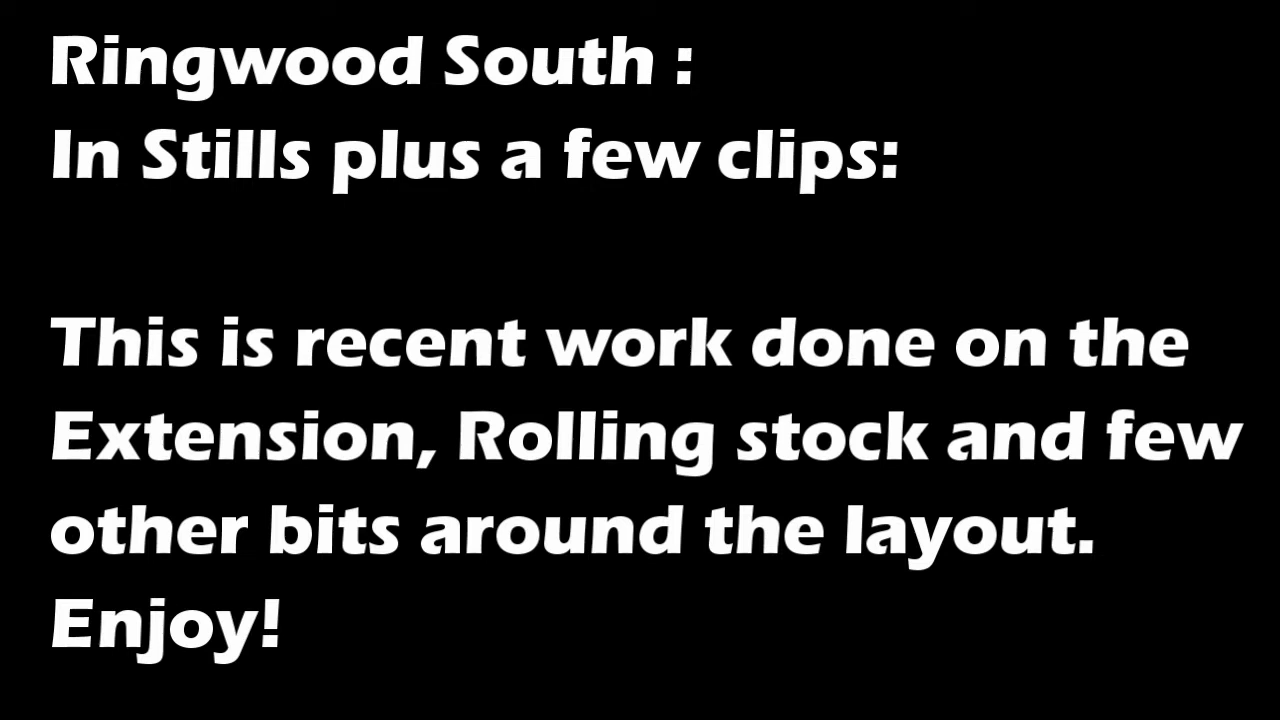 Ringwood South :
In Stills plus a few clips:
This is recent work done on the
Extension, Rolling stock and few
other bits around the layout.
Enjoy!